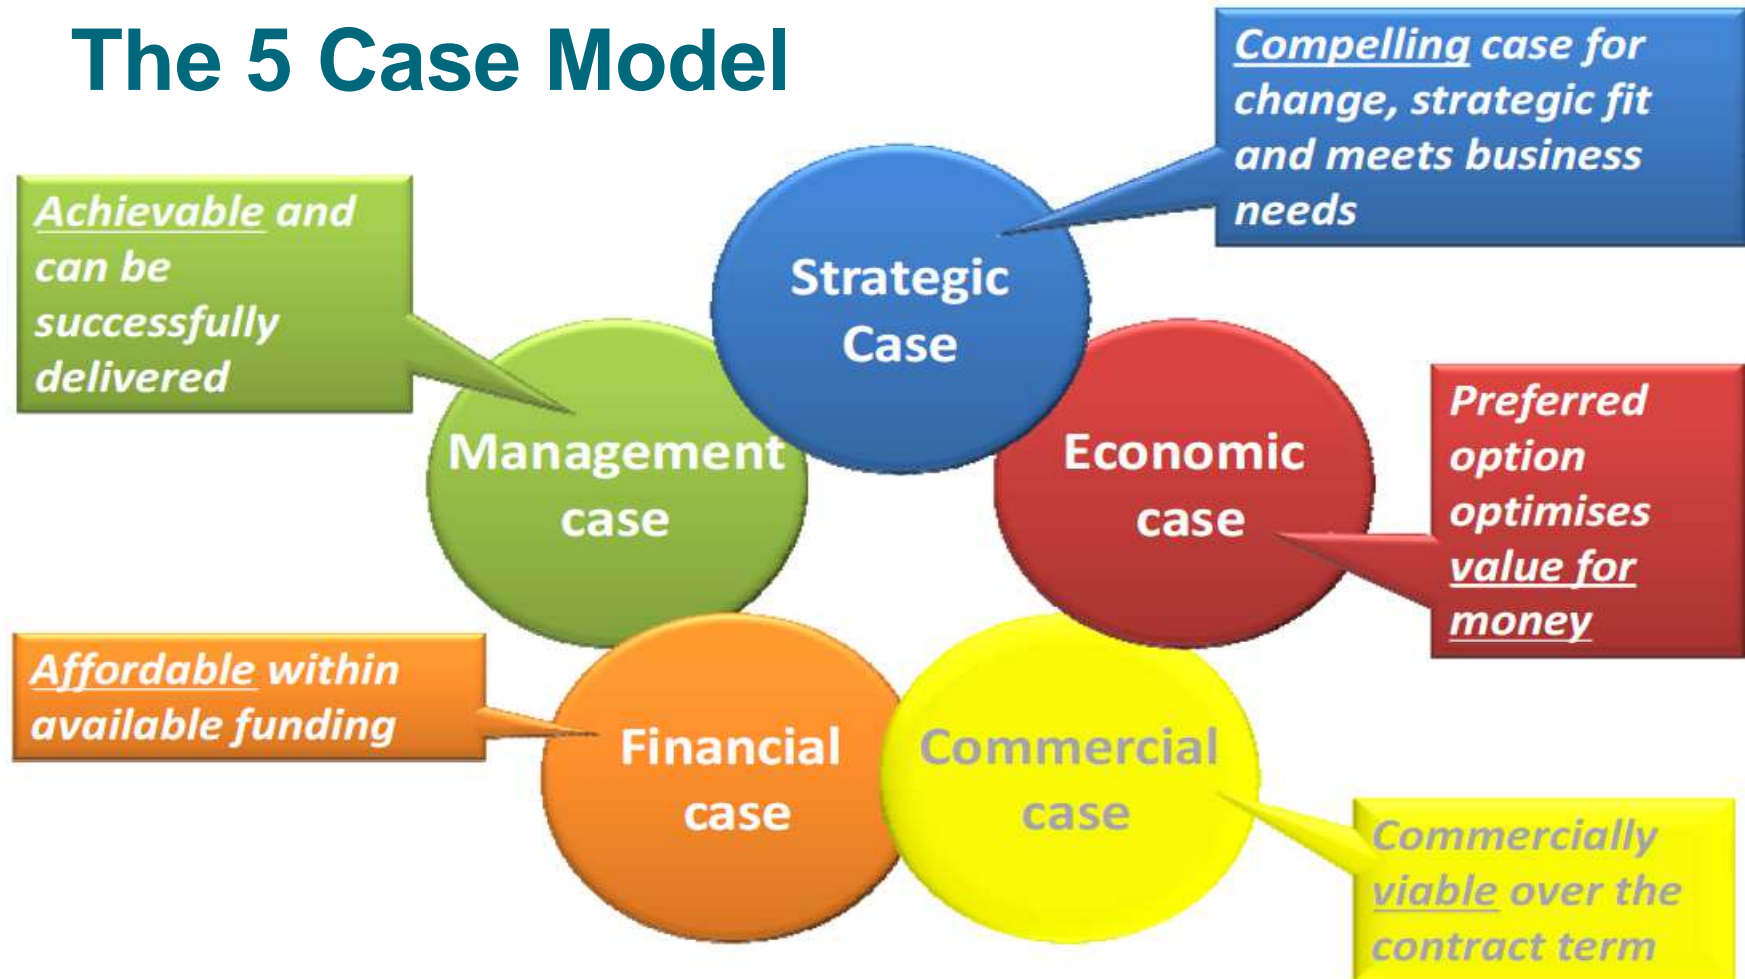 The 5 Case Model
Compelling case for
change, strategic fit
and meets business
needs
Achievable and
can be
successfully
delivered
Strategic
Case
Management
case
Economic
case
Preferred
option
optimises
value for
money
Affordable within
available funding
Financial
case
Commercial
case
Commercially
viable over the
contract term